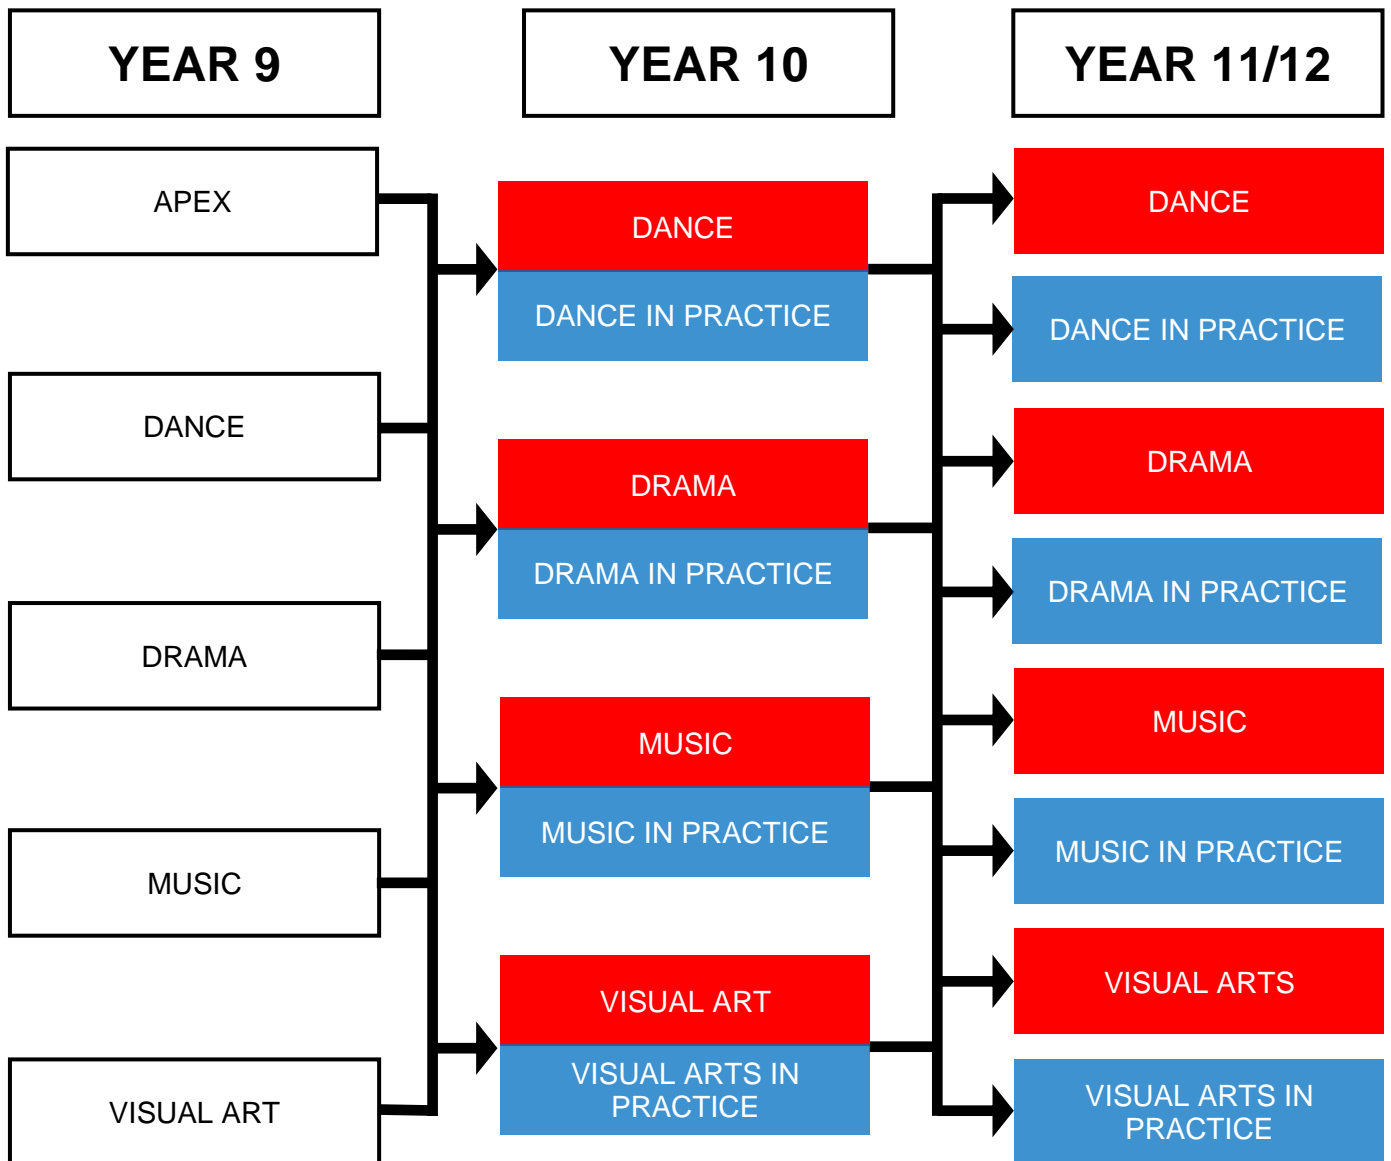 YEAR 9
YEAR 10
YEAR 11/12
APEX
DANCE
DRAMA
MUSIC
VISUAL ART
DANCE
DANCE IN PRACTICE
DRAMA
DRAMA IN PRACTICE
MUSIC
MUSIC IN PRACTICE
VISUAL ART
VISUAL ARTS IN
PRACTICE
DANCE
DANCE IN PRACTICE
DRAMA
DRAMA IN PRACTICE
MUSIC
MUSIC IN PRACTICE
VISUAL ARTS
VISUAL ARTS IN
PRACTICE